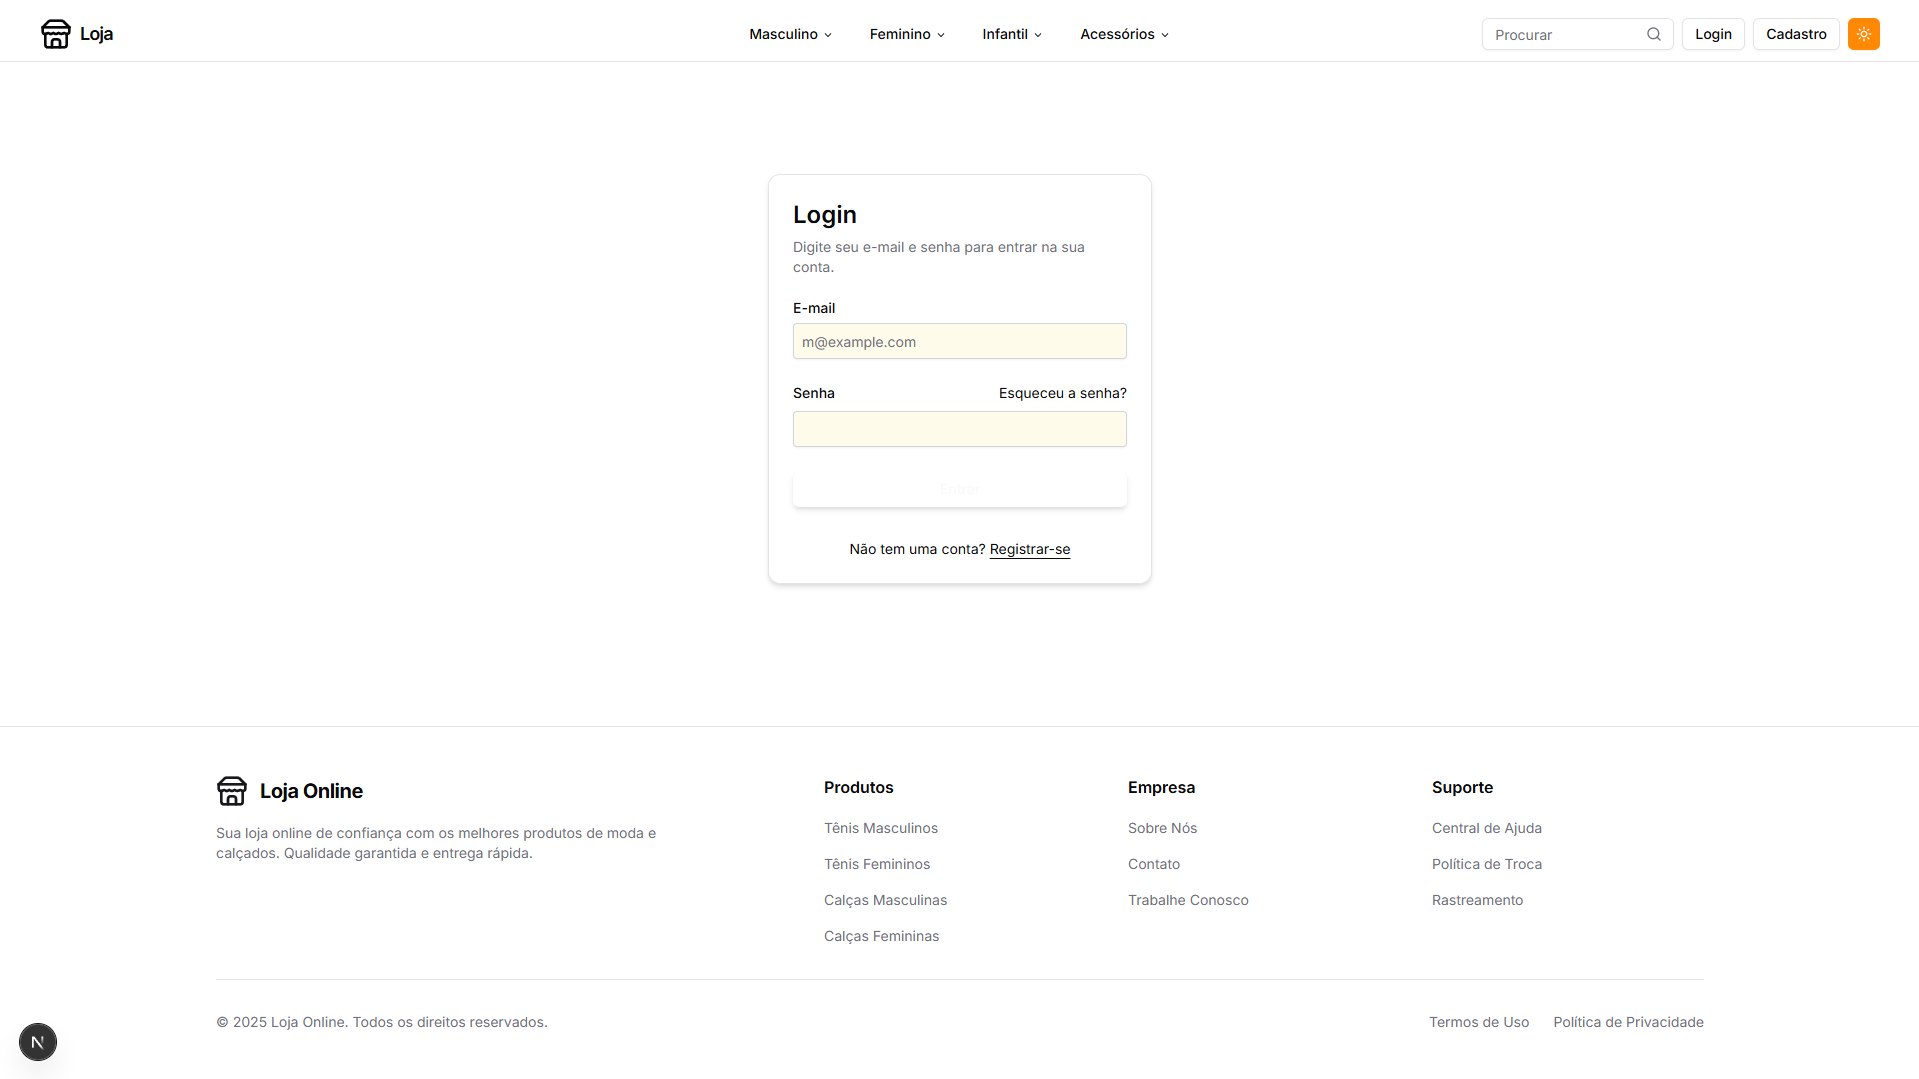 Loja
Masculino
Feminino
Infantil
Acessórios
Procurar
Login
Cadastro
Login
Digite seu e-mail e senha para entrar na sua
conta.
E-mail
m@example.com
Senha
Esqueceu a senha?
Entrar
Não tem uma conta? Registrar-se
Loja Online
Sua loja online de confiança com os melhores produtos de moda e
calçados. Qualidade garantida e entrega rápida.
Produtos
Tênis Masculinos
Tênis Femininos
Calças Masculinas
Calças Femininas
Empresa
Sobre Nós
Contato
Trabalhe Conosco
Suporte
Central de Ajuda
Política de Troca
Rastreamento
© 2025 Loja Online. Todos os direitos reservados.
Termos de Uso
Política de Privacidade
N